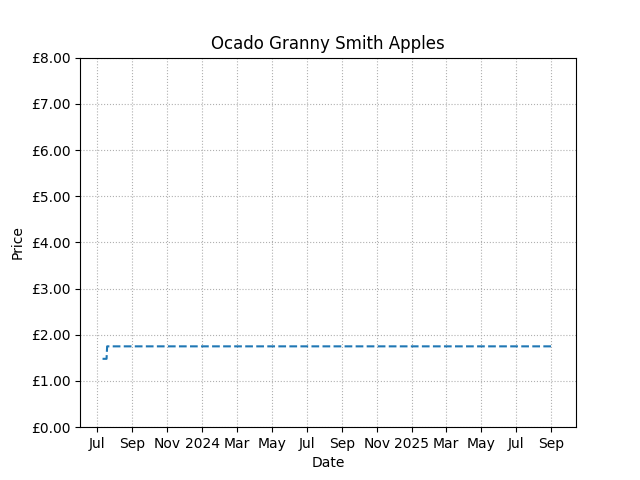 Ocado Granny Smith Apples
£8.00
£7.00
£6.00
£5.00
£4.00
£3.00
£2.00
£1.00
£0.00
Price
Jul Sep Nov 2024 Mar May Jul Sep Nov 2025 Mar May Jul Sep
Date